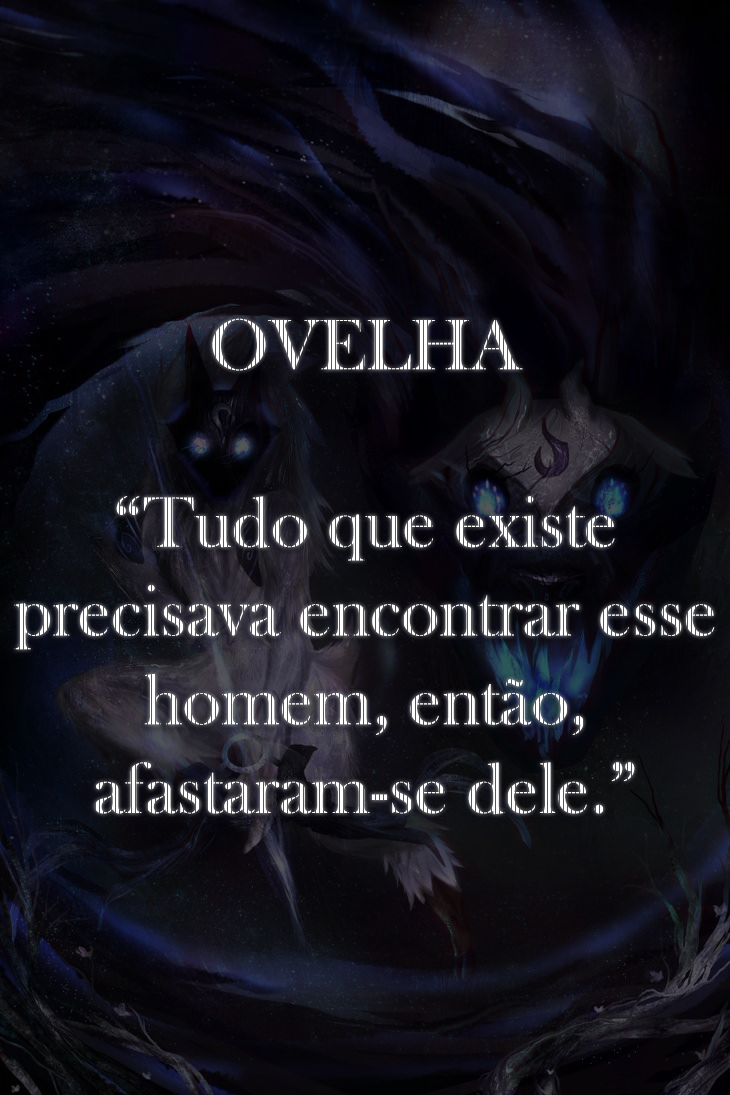 OVELHA
“Tudo que existe
precisava encontrar esse
homem, então,
afastaram-se dele.”